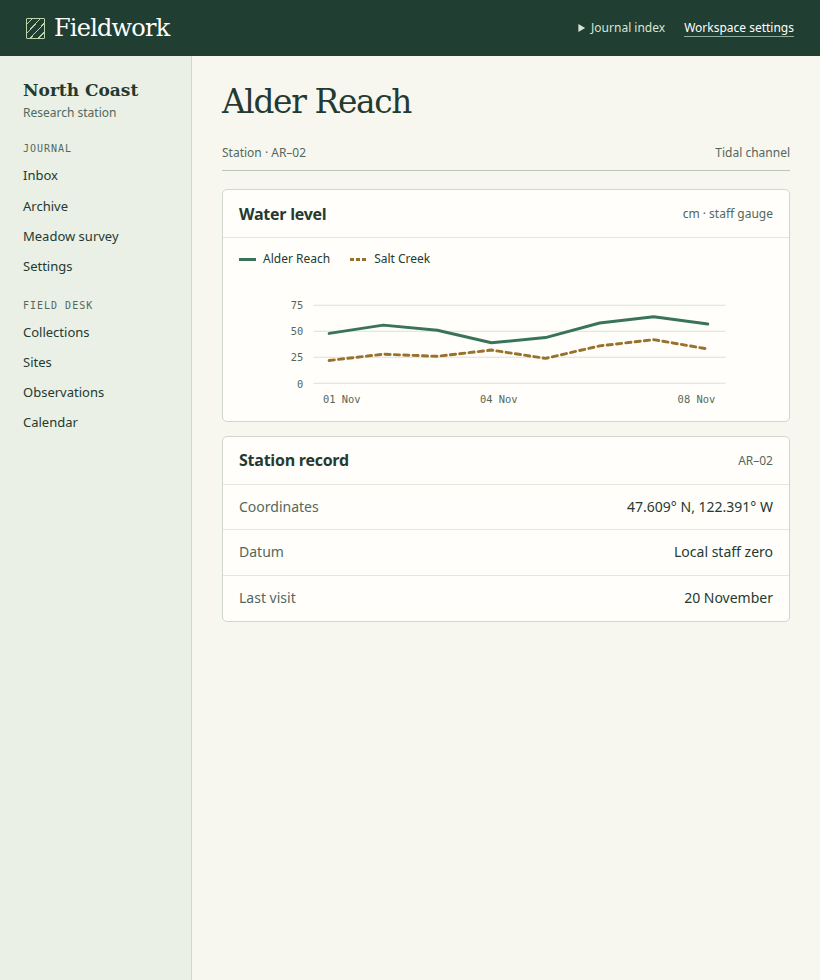 Fieldwork
Journal index
Workspace settings
North Coast
Research station
JOURNAL
Inbox
Archive
Meadow survey
Settings
FIELD DESK
Collections
Sites
Observations
Calendar
Alder Reach
Station · AR–02
Tidal channel
Water level
cm · staff gauge
Alder Reach
Salt Creek
75
50
25
0
01 Nov
04 Nov
08 Nov
Station record
AR–02
Coordinates
47.609° N, 122.391° W
Datum
Local staff zero
Last visit
20 November